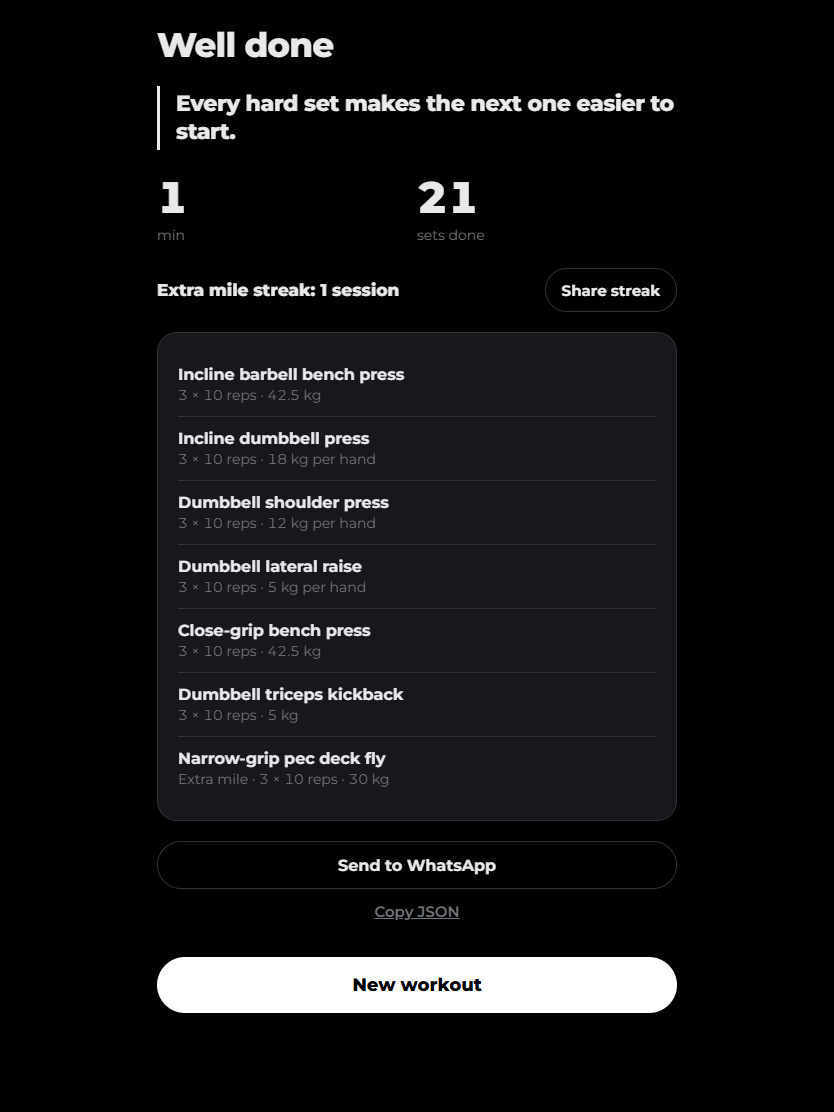 Well done
Every hard set makes the next one easier to
start.
1
min
21
sets done
Extra mile streak: 1 session
Share streak
Incline barbell bench press
3 × 10 reps · 42.5 kg
Incline dumbbell press
3 × 10 reps · 18 kg per hand
Dumbbell shoulder press
3 × 10 reps · 12 kg per hand
Dumbbell lateral raise
3 × 10 reps · 5 kg per hand
Close-grip bench press
3 × 10 reps · 42.5 kg
Dumbbell triceps kickback
3 × 10 reps · 5 kg
Narrow-grip pec deck fly
Extra mile · 3 × 10 reps · 30 kg
Send to WhatsApp
Copy JSON
New workout